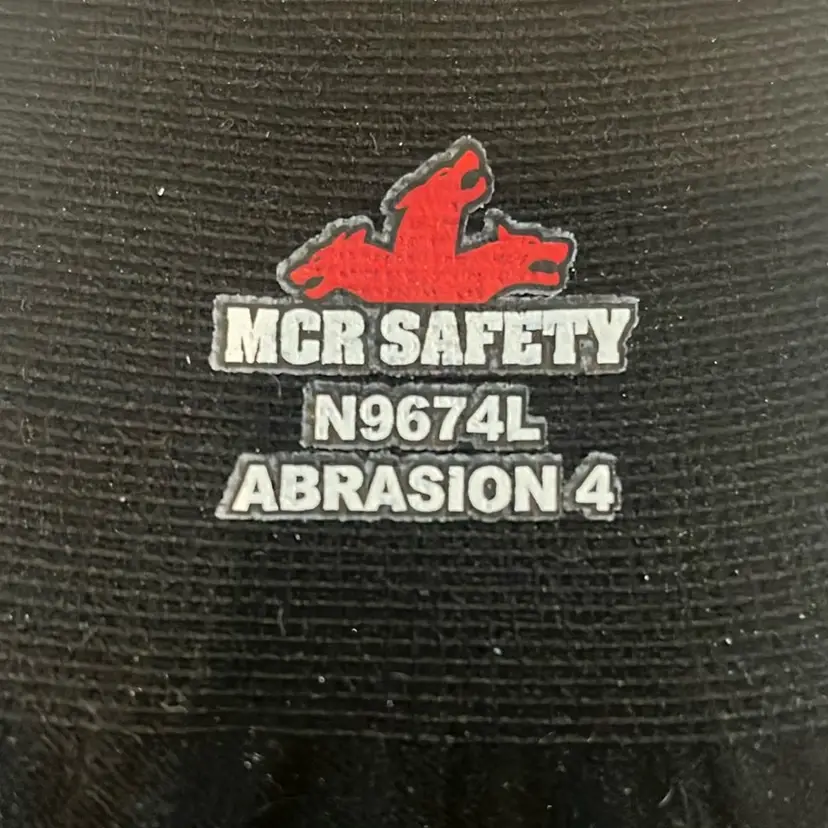 MCR SAFETY
N9674L
ABRASION 4